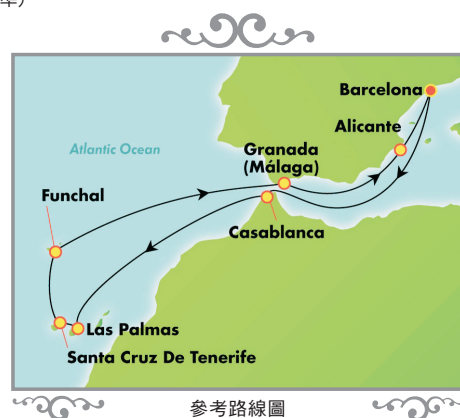 Barcelona
Alicante
Atlantic Ocean
Granada
(Málaga)
Funchal
Casablanca
Las Palmas
Santa Cruz De Tenerife
參考路線圖